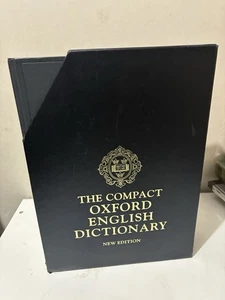 THE COMPACT
OXFORD
ENGLISH
DICTIONARY
NEW EDITION